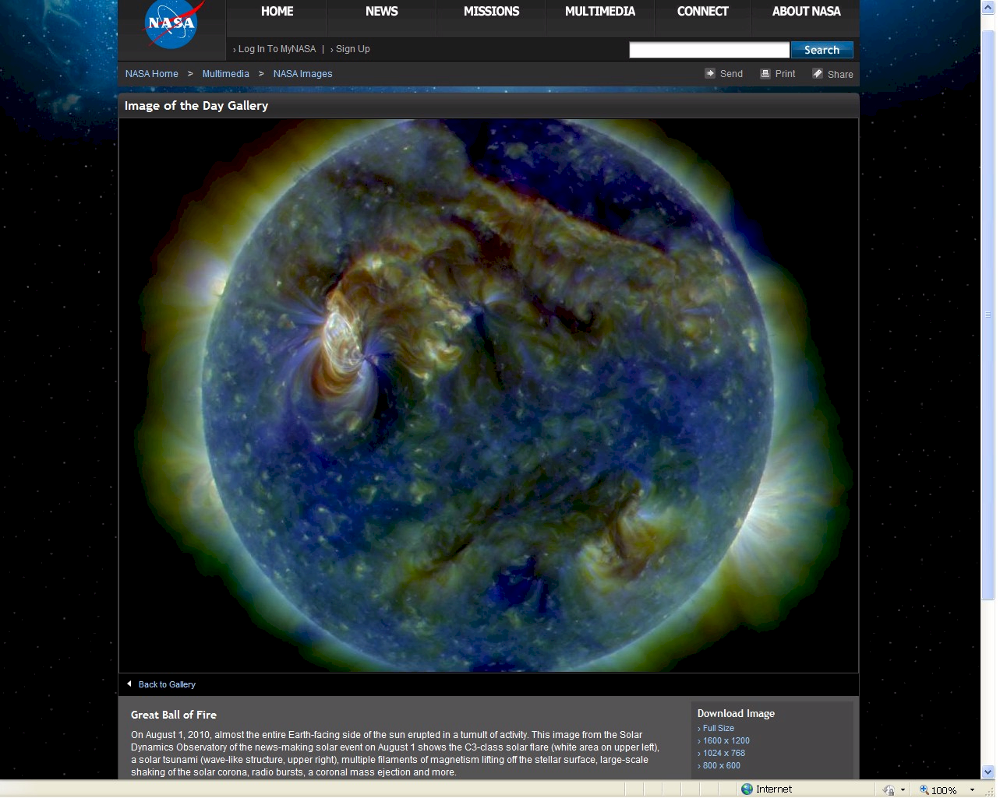 NASA
HOME NEWS MISSIONS MULTIMEDIA CONNECT ABOUT NASA
› Log In To MyNASA | › Sign Up Search
NASA Home > Multimedia > NASA Images Send Print Share
Image of the Day Gallery
Back to Gallery
Great Ball of Fire
On August 1, 2010, almost the entire Earth-facing side of the sun erupted in a tumult of activity. This image from the Solar
Dynamics Observatory of the news-making solar event on August 1 shows the C3-class solar flare (white area on upper left),
a solar tsunami (wave-like structure, upper right), multiple filaments of magnetism lifting off the stellar surface, large-scale
shaking of the solar corona, radio bursts, a coronal mass ejection and more.
Download Image
› Full Size
› 1600 x 1200
› 1024 x 768
› 800 x 600
Internet 100%